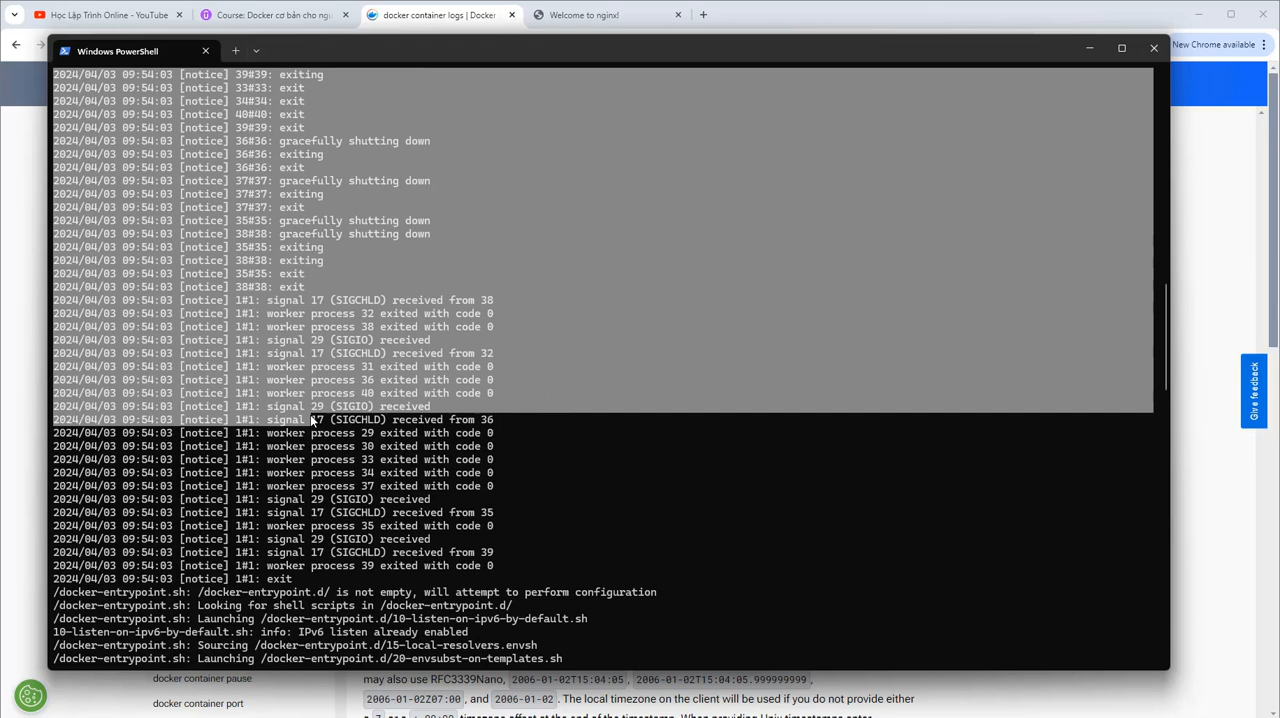 Học Lập Trình Online - YouTube
Course: Docker cơ bản cho ngu
docker container logs | Docker
Welcome to nginx!
New Chrome available
Windows PowerShell
2024/04/03 09:54:03 [notice] 39#39: exiting
2024/04/03 09:54:03 [notice] 33#33: exit
2024/04/03 09:54:03 [notice] 34#34: exit
2024/04/03 09:54:03 [notice] 40#40: exit
2024/04/03 09:54:03 [notice] 39#39: exit
2024/04/03 09:54:03 [notice] 36#36: gracefully shutting down
2024/04/03 09:54:03 [notice] 36#36: exiting
2024/04/03 09:54:03 [notice] 36#36: exit
2024/04/03 09:54:03 [notice] 37#37: gracefully shutting down
2024/04/03 09:54:03 [notice] 37#37: exiting
2024/04/03 09:54:03 [notice] 37#37: exit
2024/04/03 09:54:03 [notice] 35#35: gracefully shutting down
2024/04/03 09:54:03 [notice] 38#38: gracefully shutting down
2024/04/03 09:54:03 [notice] 35#35: exiting
2024/04/03 09:54:03 [notice] 38#38: exiting
2024/04/03 09:54:03 [notice] 35#35: exit
2024/04/03 09:54:03 [notice] 38#38: exit
2024/04/03 09:54:03 [notice] 1#1: signal 17 (SIGCHLD) received from 38
2024/04/03 09:54:03 [notice] 1#1: worker process 32 exited with code 0
2024/04/03 09:54:03 [notice] 1#1: worker process 38 exited with code 0
2024/04/03 09:54:03 [notice] 1#1: signal 29 (SIGIO) received
2024/04/03 09:54:03 [notice] 1#1: signal 17 (SIGCHLD) received from 32
2024/04/03 09:54:03 [notice] 1#1: worker process 31 exited with code 0
2024/04/03 09:54:03 [notice] 1#1: worker process 36 exited with code 0
2024/04/03 09:54:03 [notice] 1#1: worker process 40 exited with code 0
2024/04/03 09:54:03 [notice] 1#1: signal 29 (SIGIO) received
2024/04/03 09:54:03 [notice] 1#1: signal 17 (SIGCHLD) received from 36
2024/04/03 09:54:03 [notice] 1#1: worker process 29 exited with code 0
2024/04/03 09:54:03 [notice] 1#1: worker process 30 exited with code 0
2024/04/03 09:54:03 [notice] 1#1: worker process 33 exited with code 0
2024/04/03 09:54:03 [notice] 1#1: worker process 34 exited with code 0
2024/04/03 09:54:03 [notice] 1#1: worker process 37 exited with code 0
2024/04/03 09:54:03 [notice] 1#1: signal 29 (SIGIO) received
2024/04/03 09:54:03 [notice] 1#1: signal 17 (SIGCHLD) received from 35
2024/04/03 09:54:03 [notice] 1#1: worker process 35 exited with code 0
2024/04/03 09:54:03 [notice] 1#1: signal 29 (SIGIO) received
2024/04/03 09:54:03 [notice] 1#1: signal 17 (SIGCHLD) received from 39
2024/04/03 09:54:03 [notice] 1#1: worker process 39 exited with code 0
2024/04/03 09:54:03 [notice] 1#1: exit
/docker-entrypoint.sh: /docker-entrypoint.d/ is not empty, will attempt to perform configuration
/docker-entrypoint.sh: Looking for shell scripts in /docker-entrypoint.d/
/docker-entrypoint.sh: Launching /docker-entrypoint.d/10-listen-on-ipv6-by-default.sh
10-listen-on-ipv6-by-default.sh: info: IPv6 listen already enabled
/docker-entrypoint.sh: Sourcing /docker-entrypoint.d/15-local-resolvers.envsh
/docker-entrypoint.sh: Launching /docker-entrypoint.d/20-envsubst-on-templates.sh
Give feedback
docker container pause
docker container port
may also use RFC3339Nano, 2006-01-02T15:04:05 , 2006-01-02T15:04:05.999999999 ,
2006-01-02Z07:00 , and 2006-01-02 . The local timezone on the client will be used if you do not provide either